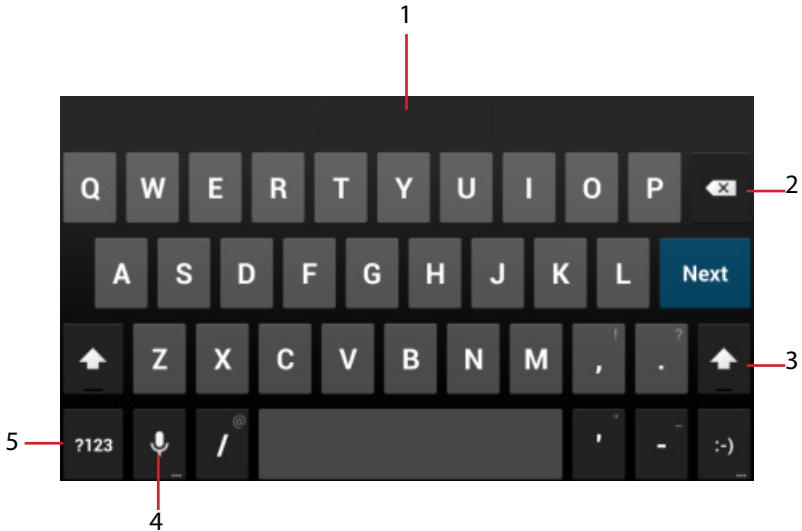 1
Q W E R T Y U I O P
2
A S D F G H J K L Next
! ?
Z X C V B N M , .
3
@ " _
5
?123 / ' - :-)
... ...
4